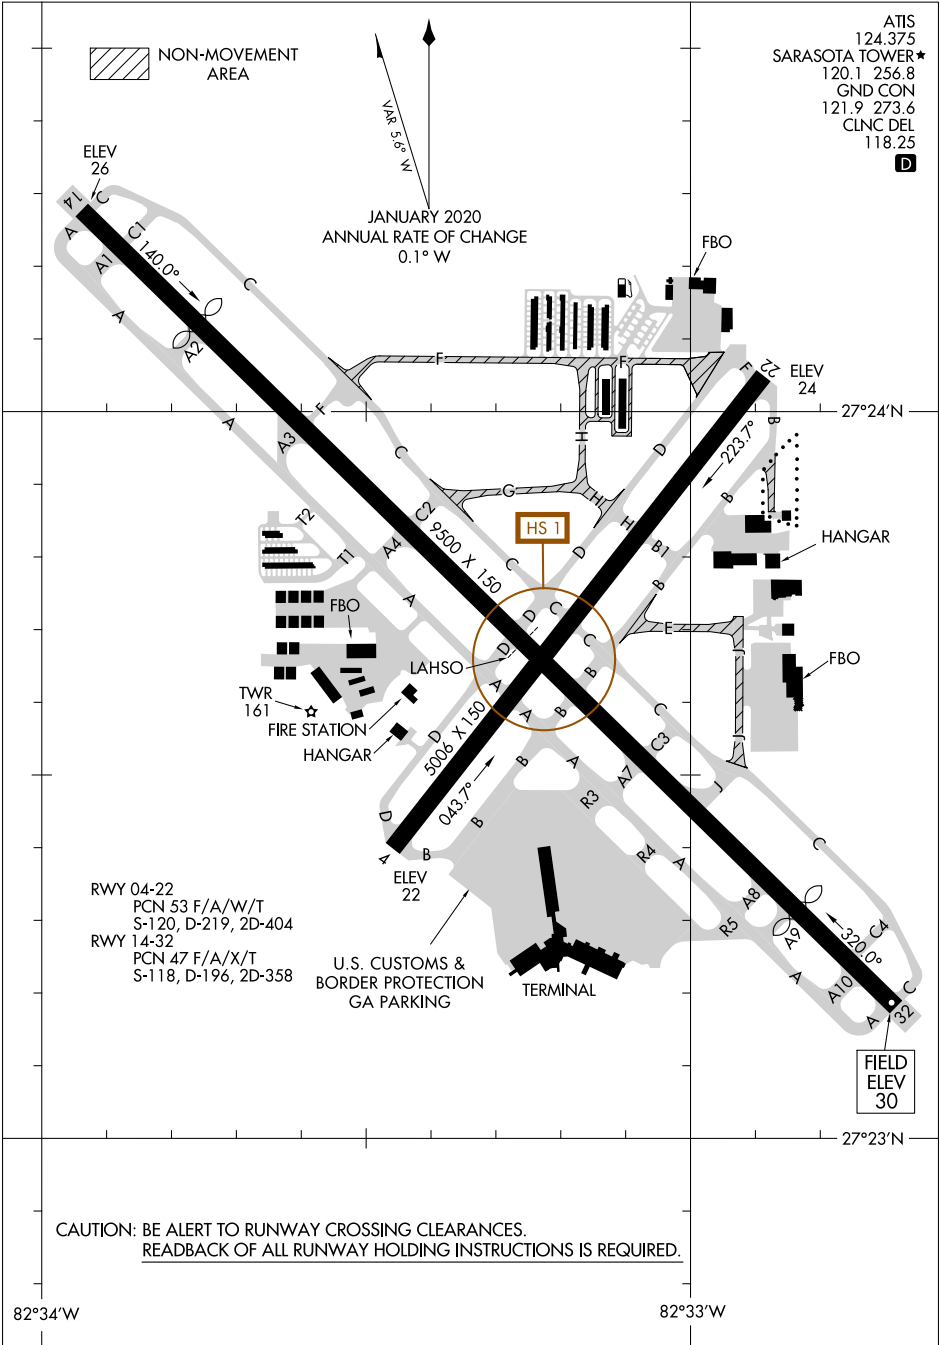 NON-MOVEMENT
AREA
ATIS
124.375
SARASOTA TOWER★
120.1 256.8
GND CON
121.9 273.6
CLNC DEL
118.25
D
VAR 5.6° W
JANUARY 2020
ANNUAL RATE OF CHANGE
0.1° W
ELEV
26
14
C
A
C1
A1
140.0°
C
A
A2
FBO
F
F
F
22
ELEV
24
27°24'N
F
A
A3
C
H
D
B
223.7°
G
H
H
B
T2
C2
HS 1
T1
A4
9500 X 150
C
D
B1
HANGAR
B
A
FBO
D
C
C
E
J
D
LAHSO
B
FBO
A
TWR
161
FIRE STATION
HANGAR
D
5006 X 150
A
B
C
C3
J
043.7°
B
A
A7
J
R3
D
B
B
4
ELEV
22
R4
A
C
RWY 04-22
PCN 53 F/A/W/T
S-120, D-219, 2D-404
RWY 14-32
PCN 47 F/A/X/T
S-118, D-196, 2D-358
A8
R5
A9
C4
320.0°
U.S. CUSTOMS &
BORDER PROTECTION
GA PARKING
TERMINAL
A
A10
C
A
32
FIELD
ELEV
30
27°23'N
CAUTION: BE ALERT TO RUNWAY CROSSING CLEARANCES.
READBACK OF ALL RUNWAY HOLDING INSTRUCTIONS IS REQUIRED.
82°34'W
82°33'W